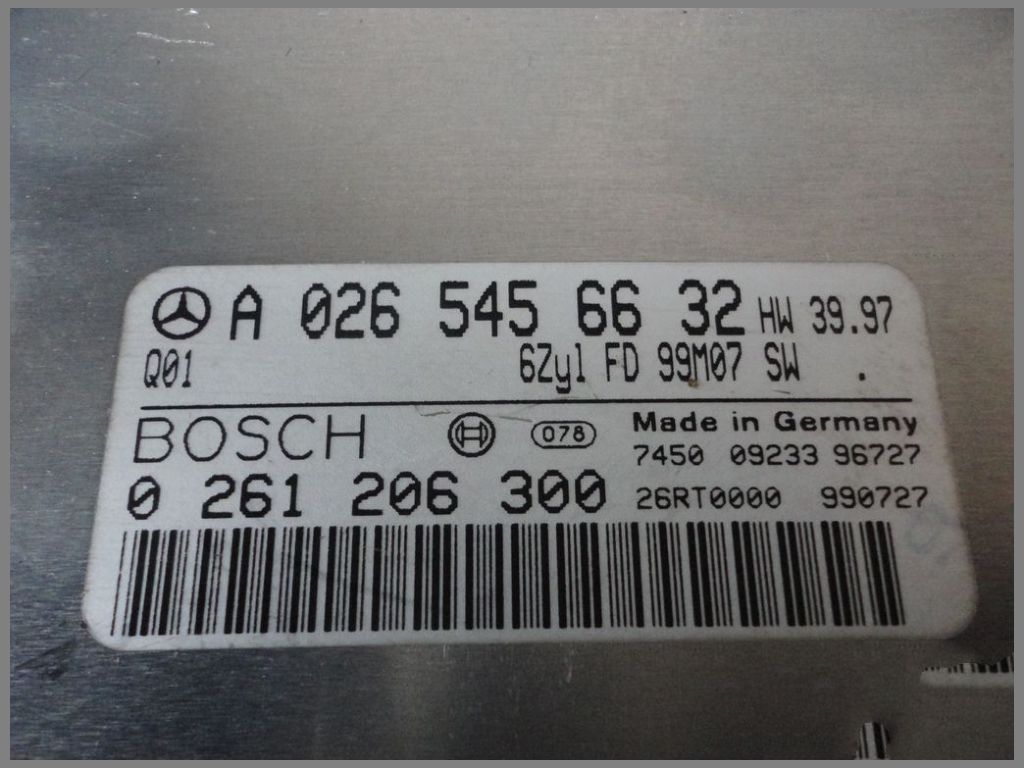 A 026 545 66 32 HW 39.97
Q01 6Zyl FD 99M07 SW .
BOSCH H 078 Made in Germany
7450 09233 96727
0 261 206 300 26RT0000 990727